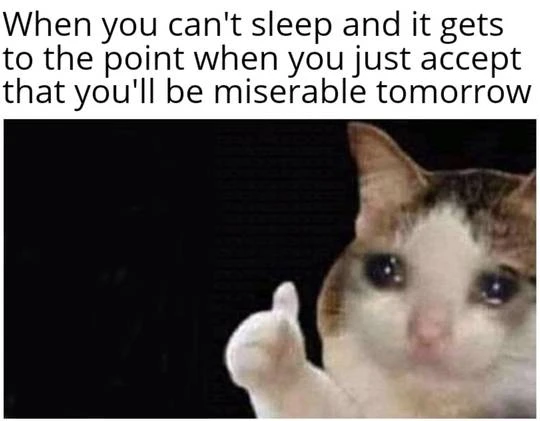 When you can't sleep and it gets
to the point when you just accept
that you'll be miserable tomorrow